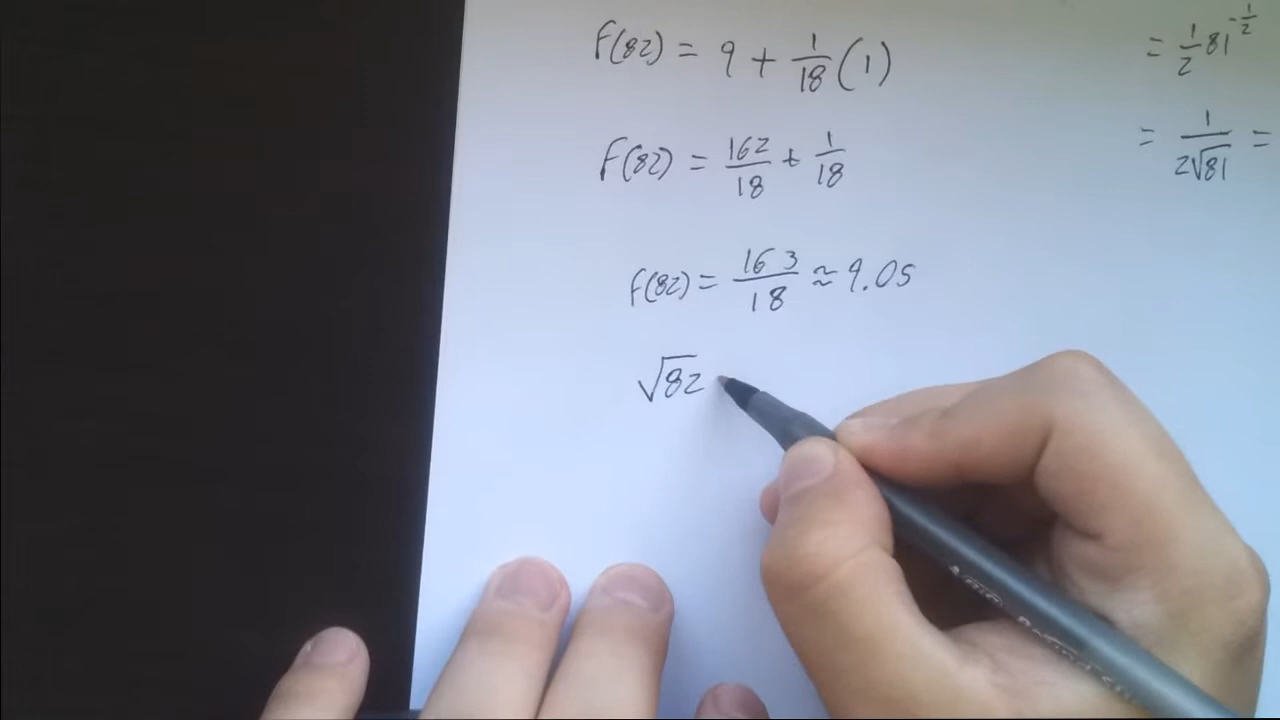 f(82) = 9 + 1/18 (1)
= 1/2 81^-1/2
f(82) = 162/18 + 1/18
= 1/2√81 =
f(82) = 163/18 ≈ 9.05
√82